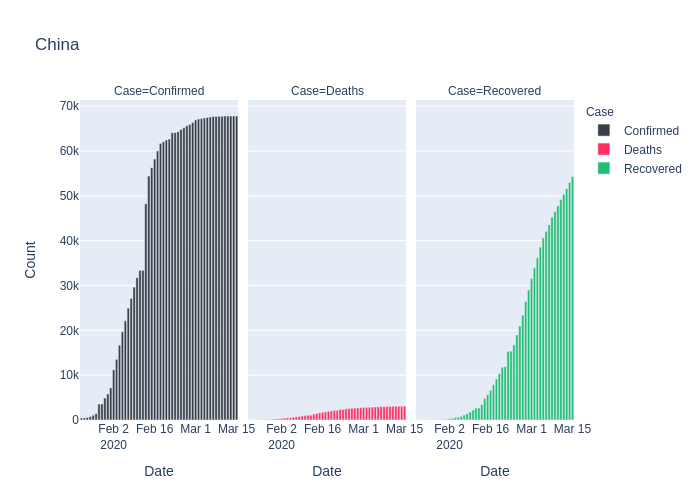 China
Case=Confirmed
Case=Deaths
Case=Recovered
Case
Confirmed
Deaths
Recovered
Count
70k
60k
50k
40k
30k
20k
10k
0
Feb 2
2020
Feb 16
Mar 1
Mar 15
Feb 2
2020
Feb 16
Mar 1
Mar 15
Feb 2
2020
Feb 16
Mar 1
Mar 15
Date
Date
Date